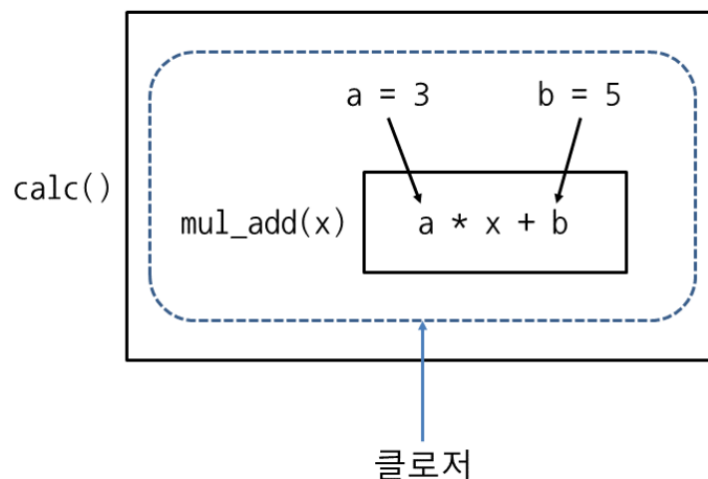 a = 3 b = 5
calc()
mul_add(x) a * x + b
클로저